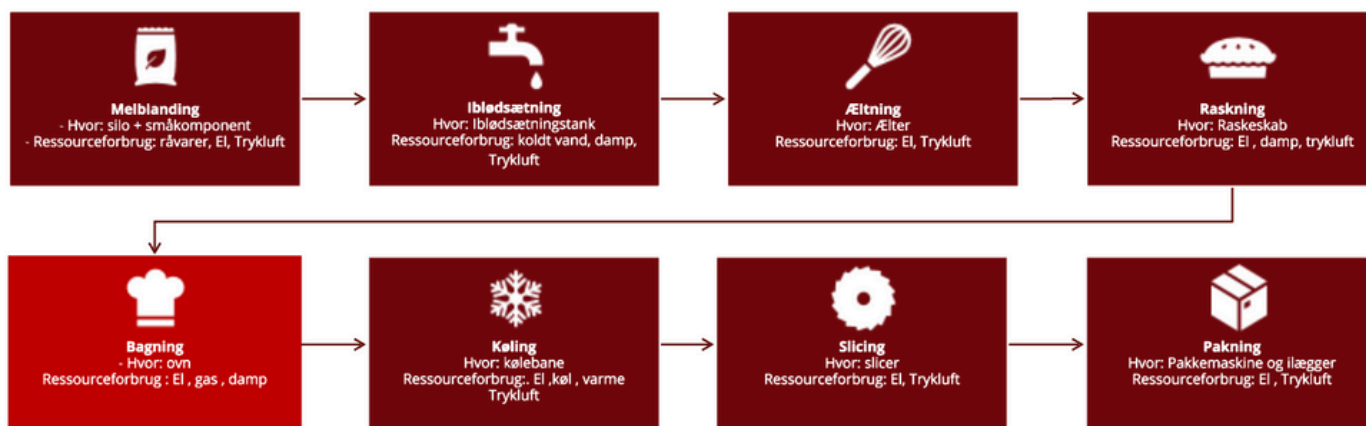 Melblanding
- Hvor: silo + småkomponent
- Ressourceforbrug: råvarer, El, Trykluft
Iblødsætning
Hvor: Iblødsætningstank
Ressourceforbrug: koldt vand, damp,
Trykluft
Æltning
Hvor: Ælter
Ressourceforbrug: El, Trykluft
Raskning
Hvor: Raskeskab
Ressourceforbrug: El , damp, trykluft
Bagning
- Hvor: ovn
Ressourceforbrug : El , gas , damp
Køling
Hvor: kølebane
Ressourceforbrug:. El ,køl , varme
Trykluft
Slicing
Hvor: slicer
Ressourceforbrug: El, Trykluft
Pakning
Hvor: Pakkemaskine og ilægger
Ressourceforbrug: El , Trykluft